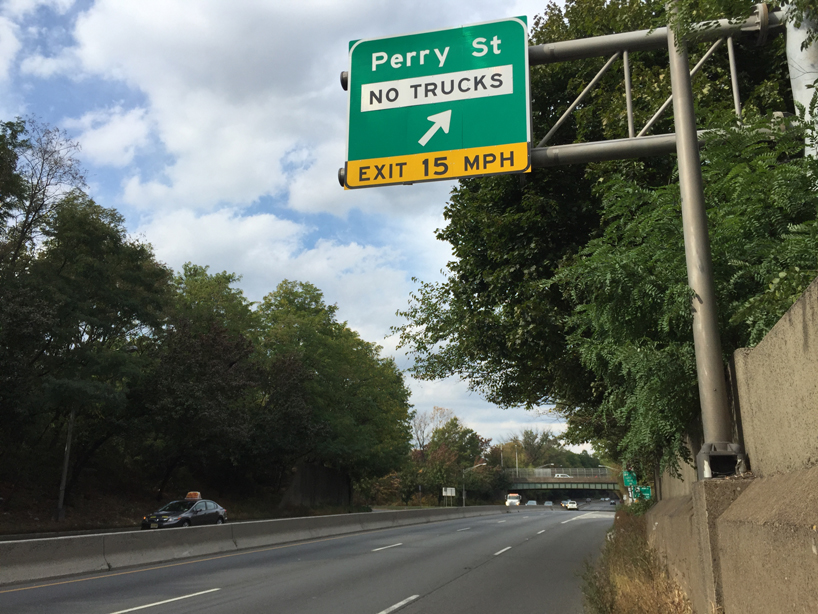 Perry St
NO TRUCKS
EXIT 15 MPH